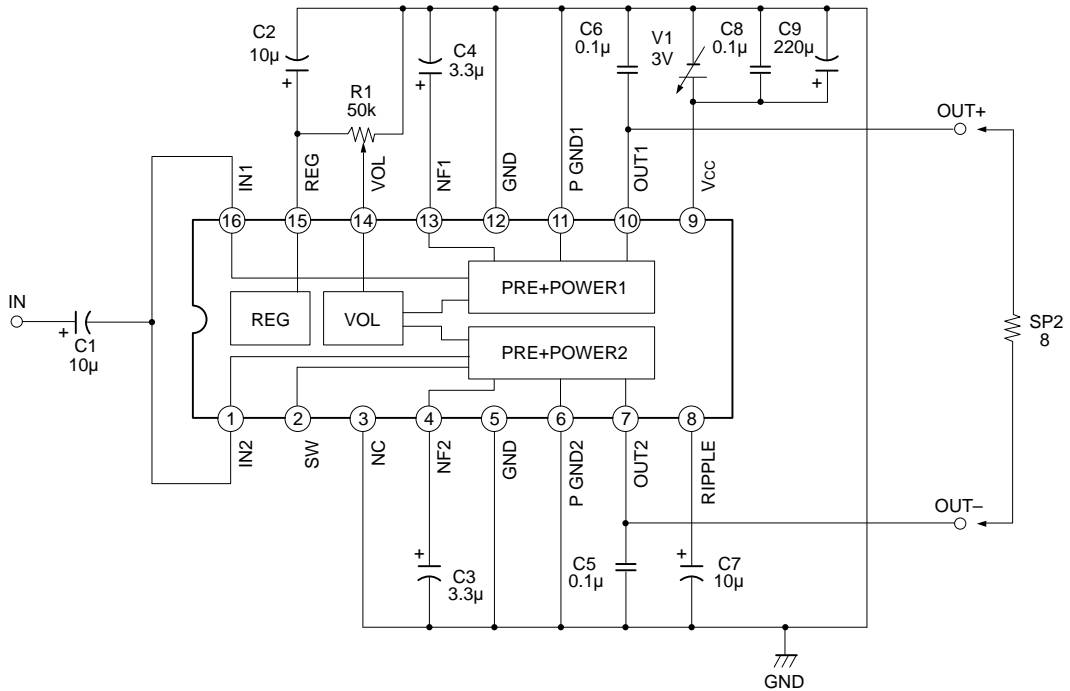 C2
10µ
C4
3.3µ
C6
0.1µ
V1
3V
C8
0.1µ
C9
220µ
R1
50k
OUT+
IN1
REG
VOL
NF1
GND
P GND1
OUT1
VCC
16
15
14
13
12
11
10
9
PRE+POWER1
IN
REG
VOL
PRE+POWER2
SP2
8
+
C1
10µ
1
2
3
4
5
6
7
8
IN2
SW
NC
NF2
GND
P GND2
OUT2
RIPPLE
OUT–
+
C3
3.3µ
C5
0.1µ
+
C7
10µ
+
+
+
GND